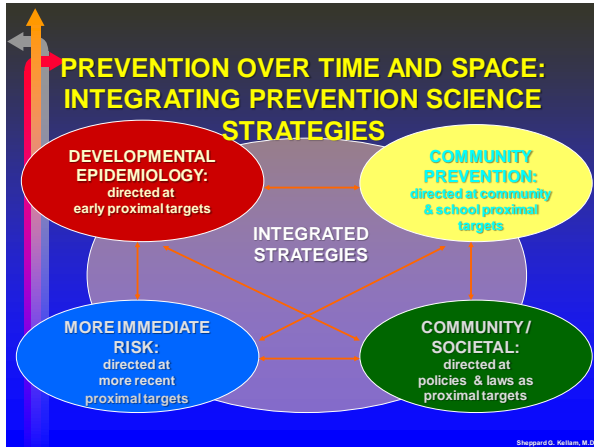 PREVENTION OVER TIME AND SPACE:
INTEGRATING PREVENTION SCIENCE
STRATEGIES
DEVELOPMENTAL
EPIDEMIOLOGY:
directed at
early proximal targets
COMMUNITY
PREVENTION:
directed at community
& school proximal
targets
INTEGRATED
STRATEGIES
MORE IMMEDIATE
RISK:
directed at
more recent
proximal targets
COMMUNITY /
SOCIETAL:
directed at
policies & laws as
proximal targets
Sheppard G. Kellam, M.D